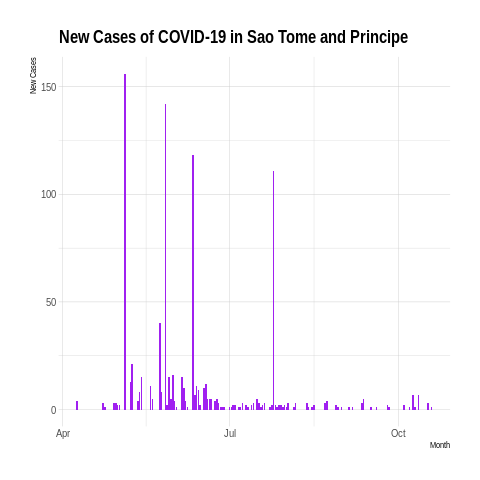 New Cases of COVID-19 in Sao Tome and Principe
New Cases
150
100
50
0
Apr
Jul
Oct
Month